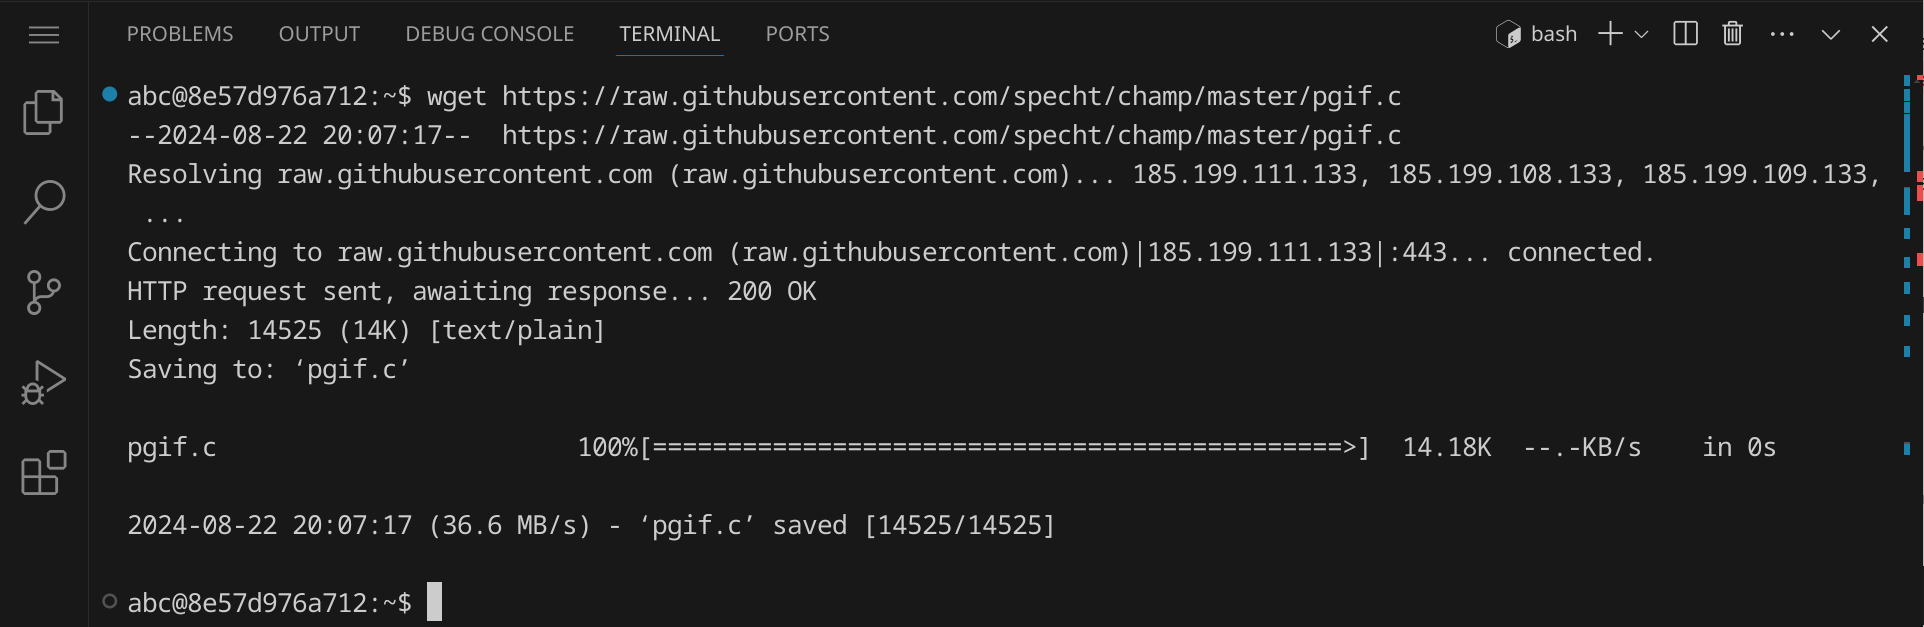 PROBLEMS OUTPUT DEBUG CONSOLE TERMINAL PORTS bash
abc@8e57d976a712:~$ wget https://raw.githubusercontent.com/specht/champ/master/pgif.c
--2024-08-22 20:07:17--  https://raw.githubusercontent.com/specht/champ/master/pgif.c
Resolving raw.githubusercontent.com (raw.githubusercontent.com)... 185.199.111.133, 185.199.108.133, 185.199.109.133,
 ...
Connecting to raw.githubusercontent.com (raw.githubusercontent.com)|185.199.111.133|:443... connected.
HTTP request sent, awaiting response... 200 OK
Length: 14525 (14K) [text/plain]
Saving to: ‘pgif.c’
pgif.c                        100%[==============================================>]  14.18K  --.-KB/s    in 0s
2024-08-22 20:07:17 (36.6 MB/s) - ‘pgif.c’ saved [14525/14525]
abc@8e57d976a712:~$